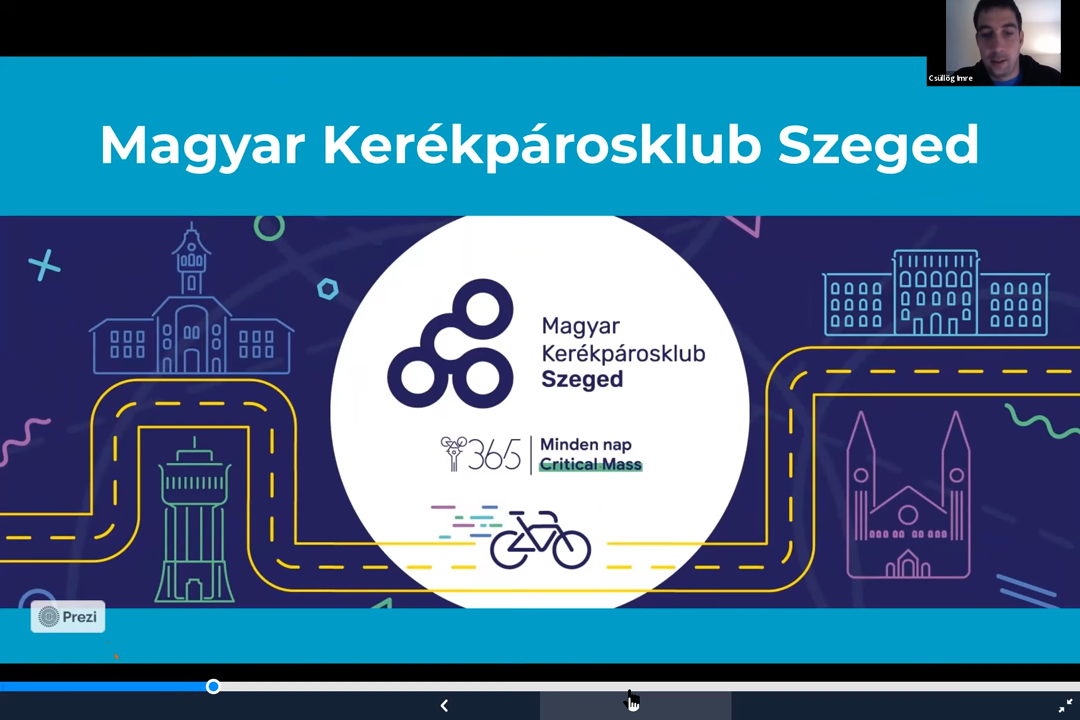 Csüllög Imre
Magyar Kerékpárosklub Szeged
Magyar
Kerékpárosklub
Szeged
365
Minden nap
Critical Mass
Prezi